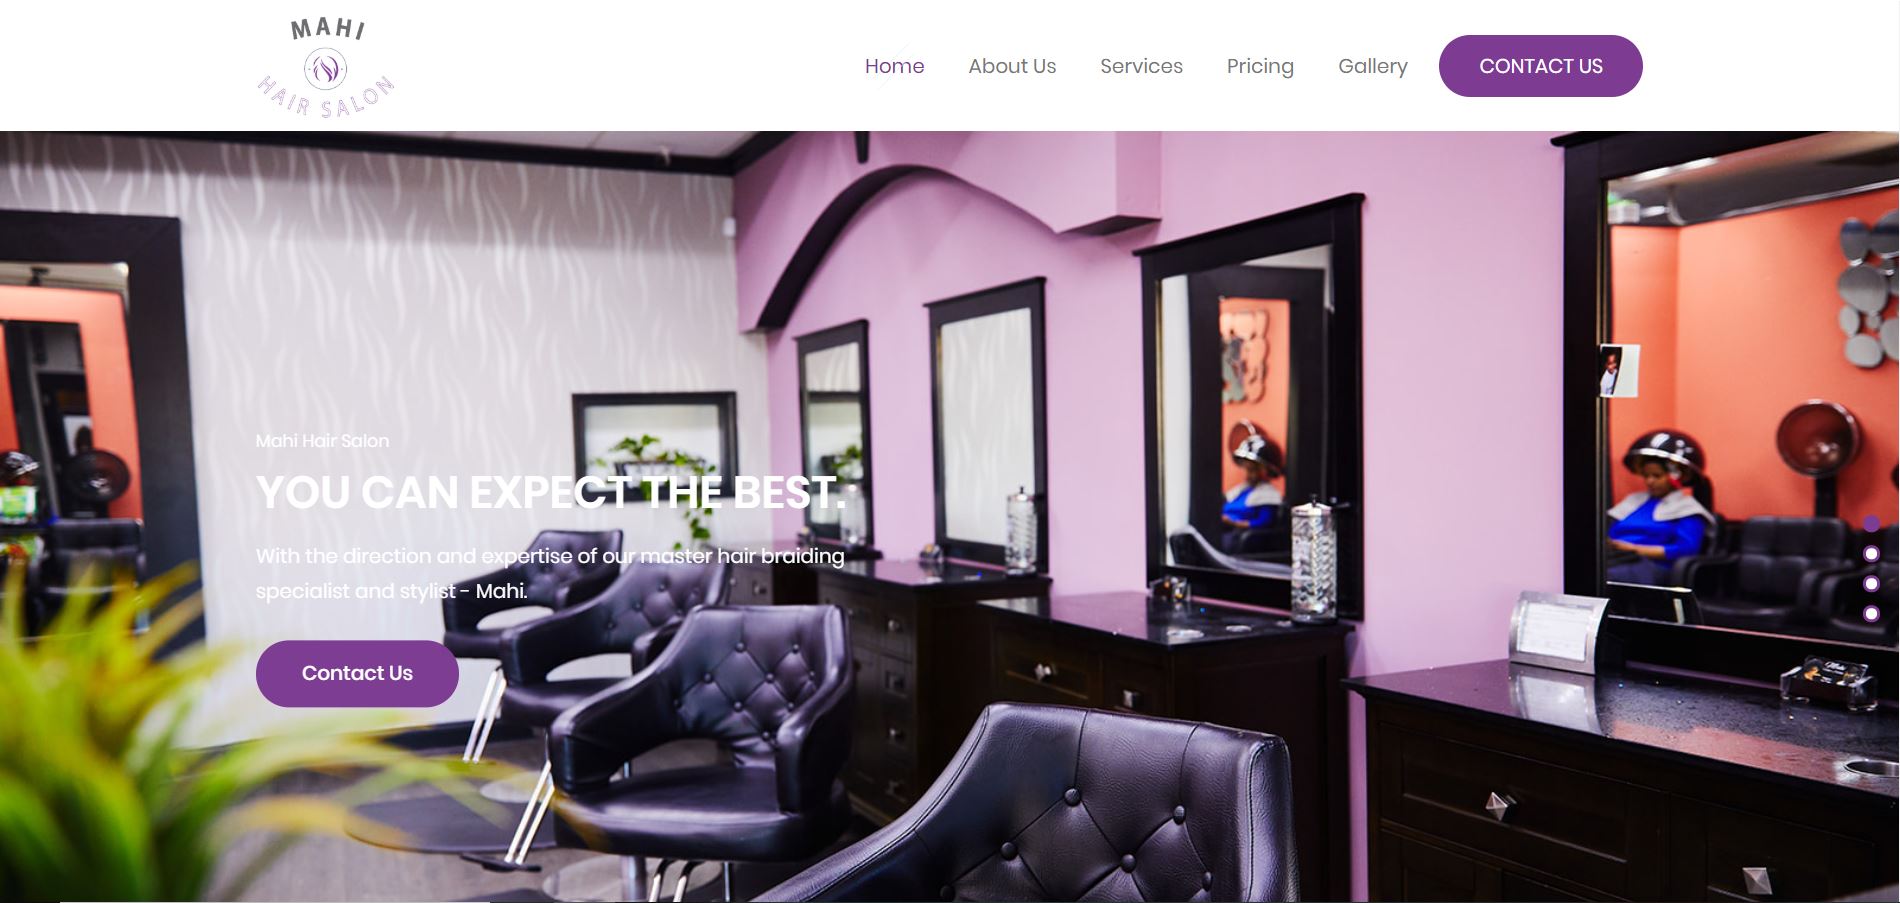 MAHI
HAIR SALON
Home
About Us
Services
Pricing
Gallery
CONTACT US
Mahi Hair Salon
YOU CAN EXPECT THE BEST.
With the direction and expertise of our master hair braiding
specialist and stylist - Mahi.
Contact Us